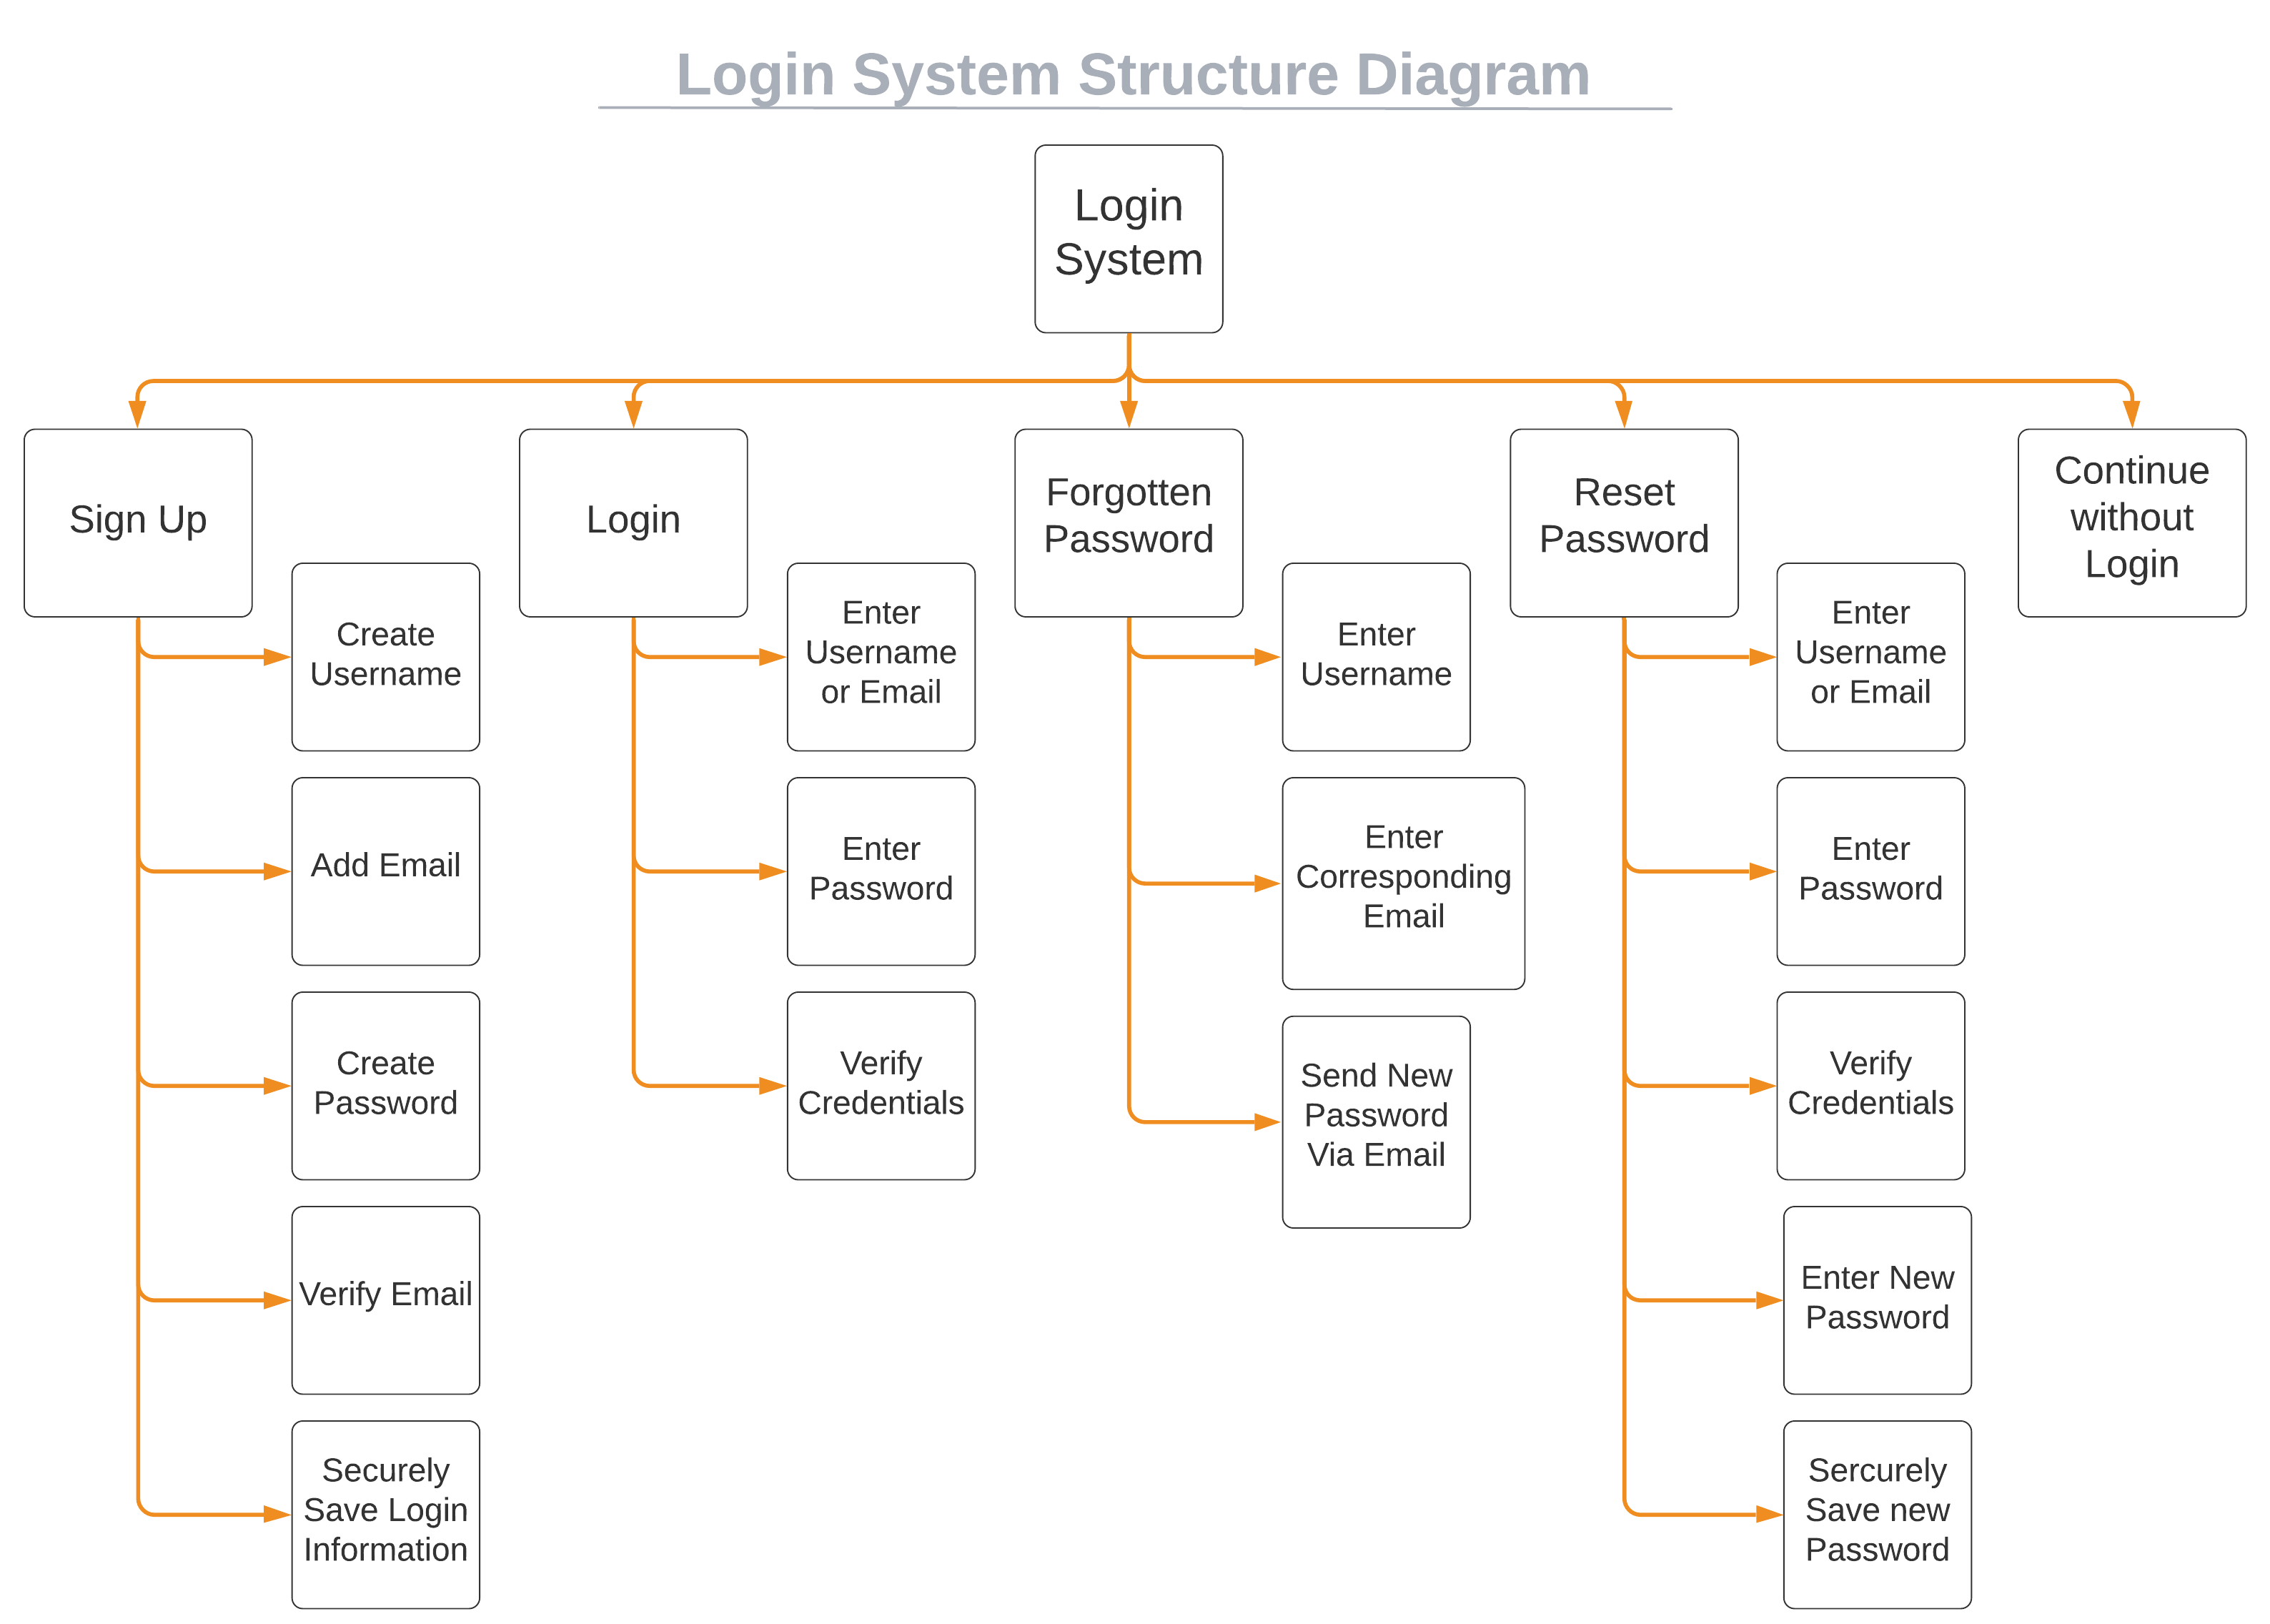 Login System Structure Diagram
Login
System
Sign Up
Login
Forgotten
Password
Reset
Password
Continue
without
Login
Create
Username
Add Email
Create
Password
Verify Email
Securely
Save Login
Information
Enter
Username
or Email
Enter
Password
Verify
Credentials
Enter
Username
Enter
Corresponding
Email
Send New
Password
Via Email
Enter
Username
or Email
Enter
Password
Verify
Credentials
Enter New
Password
Sercurely
Save new
Password